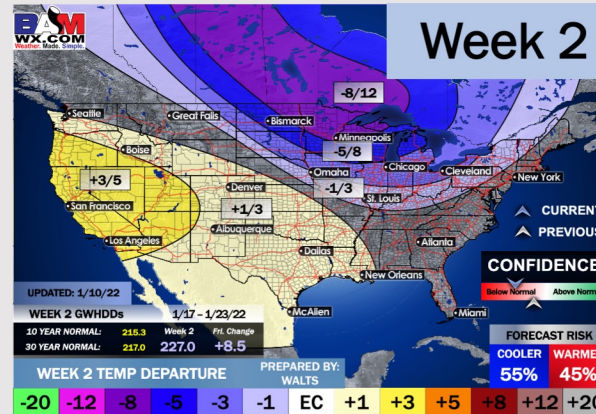 BAM
WX.COM
Weather. Made. Simple.
Week 2
-8/12
Seattle
Great Falls
Bismarck
Minneapolis
Boise
-5/8
Chicago
Cleveland
Omaha
New York
+3/5
Denver
-1/3
St. Louis
San Francisco
+1/3
CURRENT
Albuquerque
PREVIOUS
Los Angeles
Dallas
Atlanta
CONFIDENCE
New Orleans
Below Normal Above Norm
UPDATED: 1/10/22
McAllen
Miami
WEEK 2 GWHDDs 1/17 – 1/23/22
10 YEAR NORMAL: 215.3 Week 2 Fri. Change
30 YEAR NORMAL: 217.0 227.0 +8.5
FORECAST RISK
COOLER WARME
55% 45%
WEEK 2 TEMP DEPARTURE
PREPARED BY:
WALTS
-20 -12 -8 -5 -3 -1 EC +1 +3 +5 +8 +12 +20